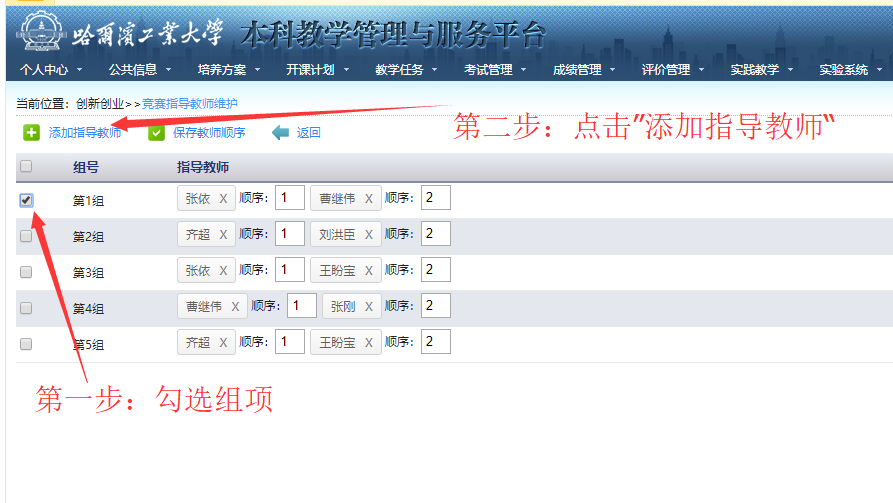 哈尔滨工业大学 本科教学管理与服务平台
个人中心 公共信息 培养方案 开课计划 教学任务 考试管理 成绩管理 评价管理 实践教学 实验系统
当前位置：创新创业>>竞赛指导教师维护
添加指导教师 保存教师顺序 返回
第二步：点击”添加指导教师“
组号 指导教师
第1组 张依 X 顺序：1 曹继伟 X 顺序：2
第2组 齐超 X 顺序：1 刘洪臣 X 顺序：2
第3组 张依 X 顺序：1 王盼宝 X 顺序：2
第4组 曹继伟 X 顺序：1 张刚 X 顺序：2
第5组 齐超 X 顺序：1 王盼宝 X 顺序：2
第一步：勾选组项